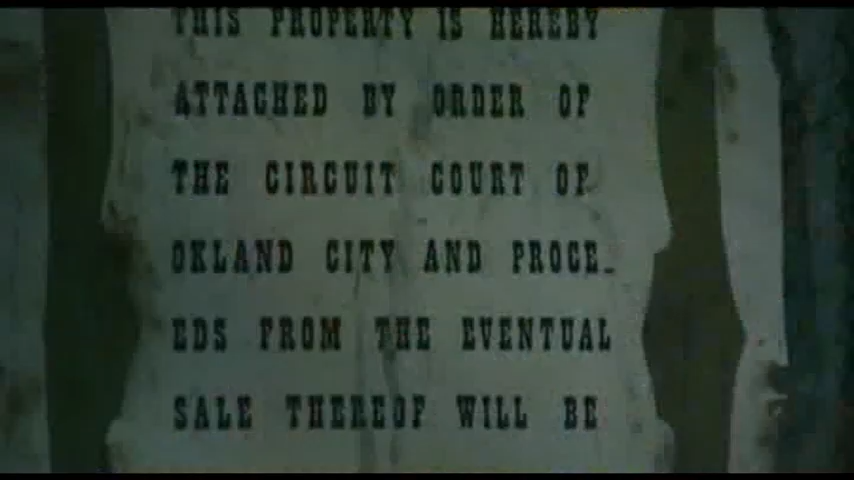 THIS PROPERTY IS HEREBY
ATTACHED BY ORDER OF
THE CIRCUIT COURT OF
OKLAND CITY AND PROCE_
EDS FROM THE EVENTUAL
SALE THEREOF WILL BE